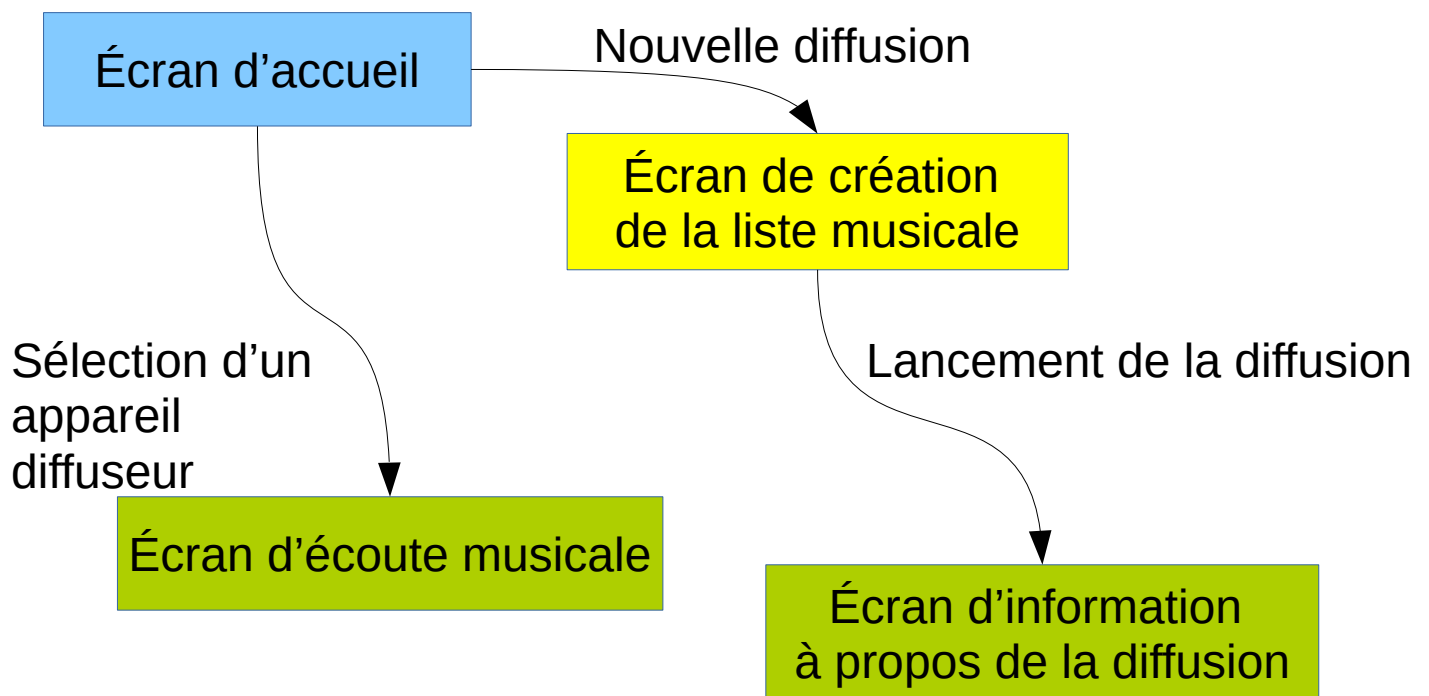 Écran d’accueil
Nouvelle diffusion
Écran de création
de la liste musicale
Sélection d’un
appareil
diffuseur
Lancement de la diffusion
Écran d’écoute musicale
Écran d’information
à propos de la diffusion